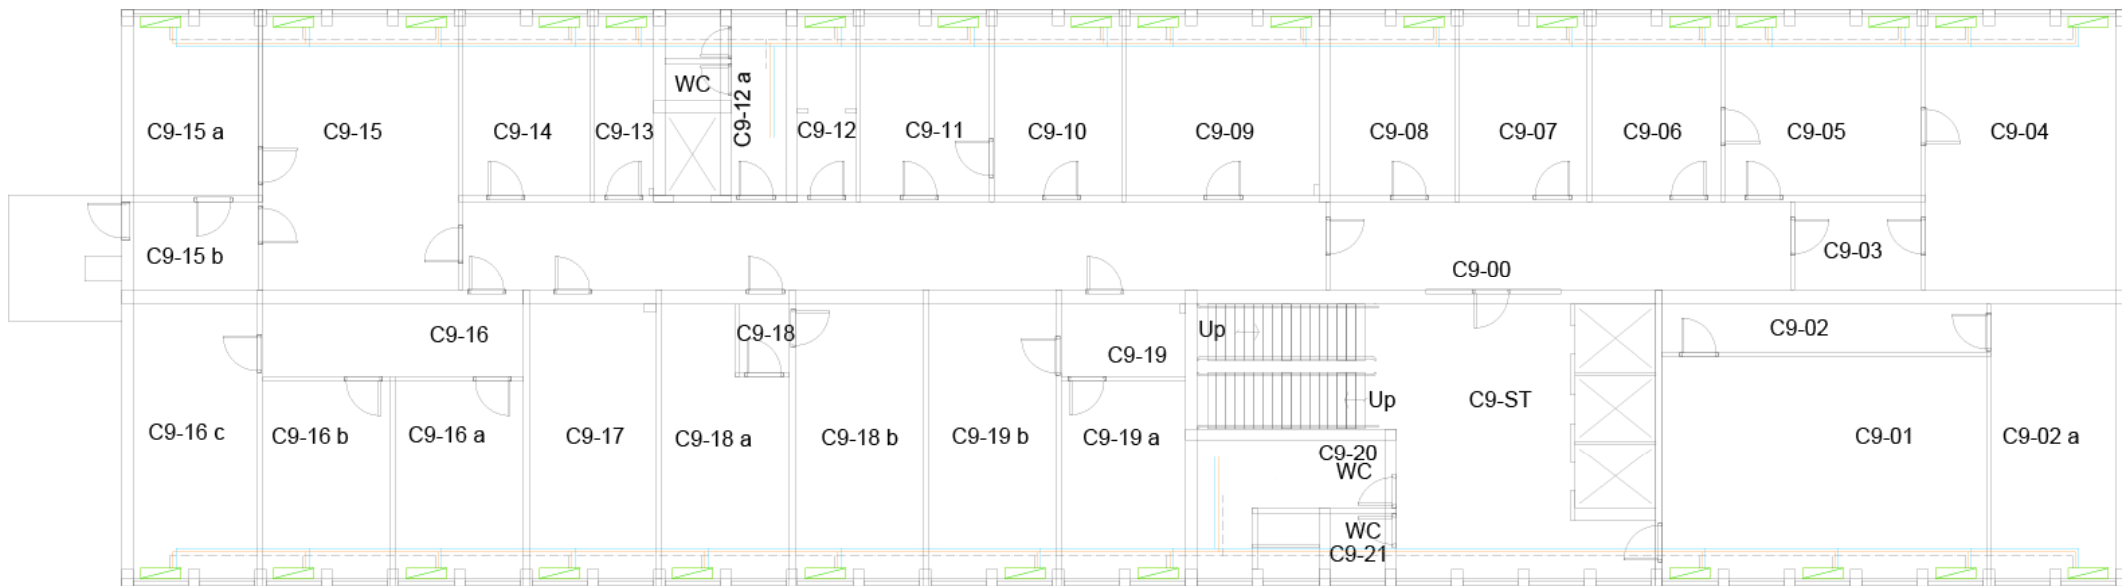 WC
C9-12 a
C9-15 a
C9-15
C9-14
C9-13
C9-12
C9-11
C9-10
C9-09
C9-08
C9-07
C9-06
C9-05
C9-04
C9-15 b
C9-03
C9-00
C9-16
C9-18
C9-19
Up
C9-02
Up
C9-ST
C9-16 c
C9-16 b
C9-16 a
C9-17
C9-18 a
C9-18 b
C9-19 b
C9-19 a
C9-01
C9-02 a
C9-20
WC
WC
C9-21